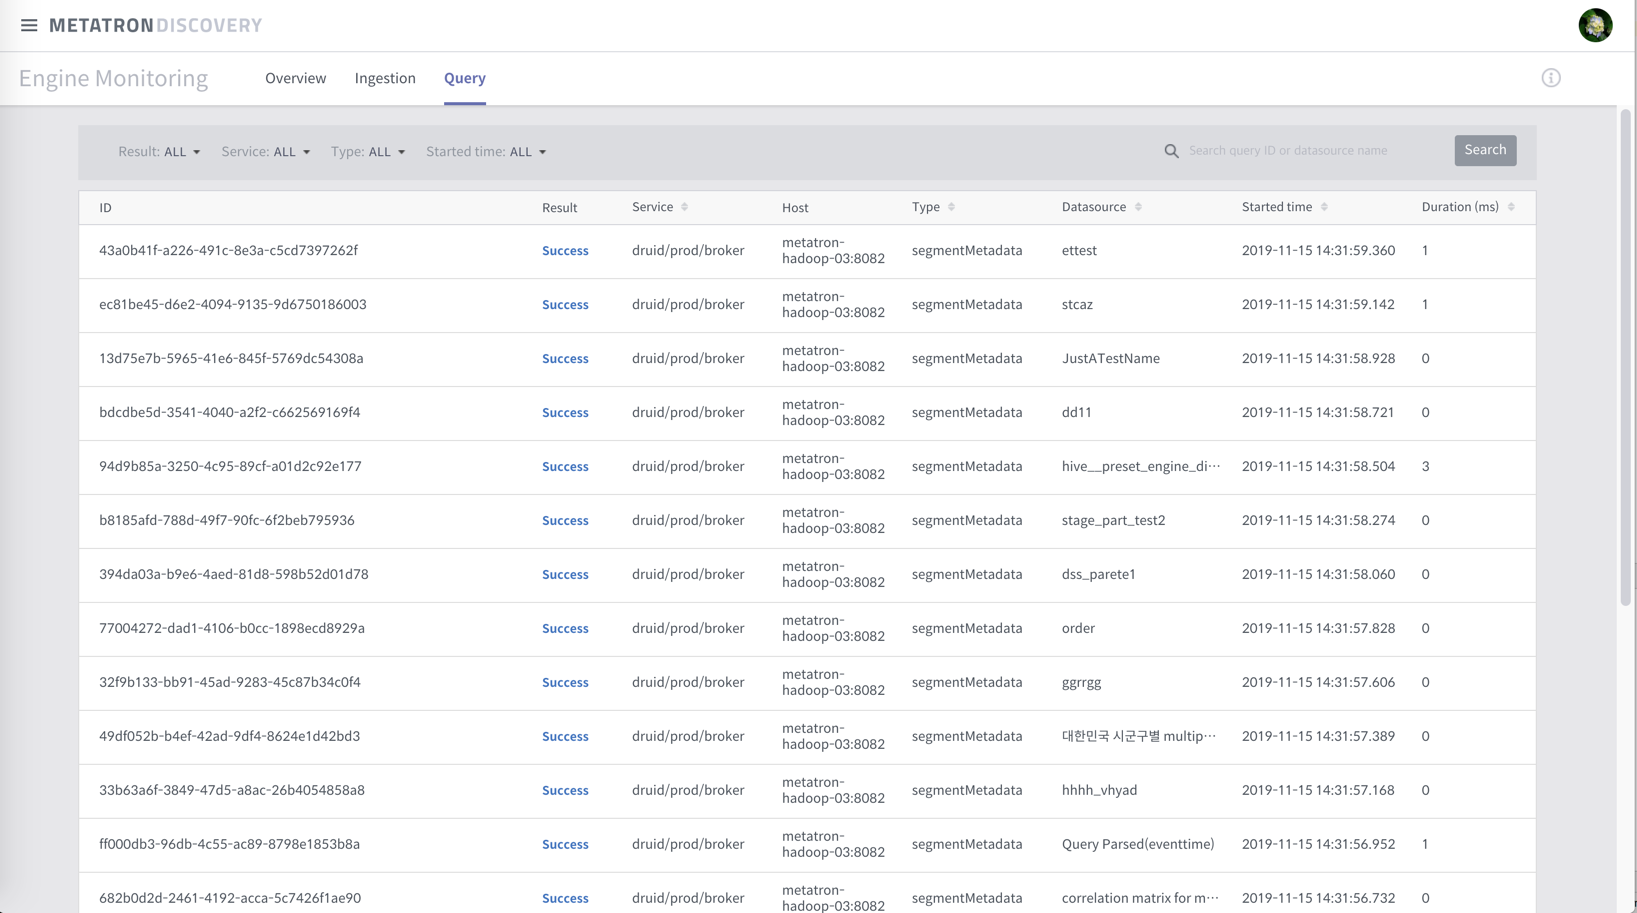 METATRON DISCOVERY
Engine Monitoring Overview Ingestion Query
Result: ALL Service: ALL Type: ALL Started time: ALL Search query ID or datasource name Search
ID Result Service Host Type Datasource Started time Duration (ms)
43a0b41f-a226-491c-8e3a-c5cd7397262f Success druid/prod/broker metatron-hadoop-03:8082 segmentMetadata ettest 2019-11-15 14:31:59.360 1
ec81be45-d6e2-4094-9135-9d6750186003 Success druid/prod/broker metatron-hadoop-03:8082 segmentMetadata stcaz 2019-11-15 14:31:59.142 1
13d75e7b-5965-41e6-845f-5769dc54308a Success druid/prod/broker metatron-hadoop-03:8082 segmentMetadata JustATestName 2019-11-15 14:31:58.928 0
bdcdbe5d-3541-4040-a2f2-c662569169f4 Success druid/prod/broker metatron-hadoop-03:8082 segmentMetadata dd11 2019-11-15 14:31:58.721 0
94d9b85a-3250-4c95-89cf-a01d2c92e177 Success druid/prod/broker metatron-hadoop-03:8082 segmentMetadata hive__preset_engine_di⋯ 2019-11-15 14:31:58.504 3
b8185afd-788d-49f7-90fc-6f2beb795936 Success druid/prod/broker metatron-hadoop-03:8082 segmentMetadata stage_part_test2 2019-11-15 14:31:58.274 0
394da03a-b9e6-4aed-81d8-598b52d01d78 Success druid/prod/broker metatron-hadoop-03:8082 segmentMetadata dss_parete1 2019-11-15 14:31:58.060 0
77004272-dad1-4106-b0cc-1898ecd8929a Success druid/prod/broker metatron-hadoop-03:8082 segmentMetadata order 2019-11-15 14:31:57.828 0
32f9b133-bb91-45ad-9283-45c87b34c0f4 Success druid/prod/broker metatron-hadoop-03:8082 segmentMetadata ggrrgg 2019-11-15 14:31:57.606 0
49df052b-b4ef-42ad-9df4-8624e1d42bd3 Success druid/prod/broker metatron-hadoop-03:8082 segmentMetadata 대한민국 시군구별 multip⋯ 2019-11-15 14:31:57.389 0
33b63a6f-3849-47d5-a8ac-26b4054858a8 Success druid/prod/broker metatron-hadoop-03:8082 segmentMetadata hhhh_vhyad 2019-11-15 14:31:57.168 0
ff000db3-96db-4c55-ac89-8798e1853b8a Success druid/prod/broker metatron-hadoop-03:8082 segmentMetadata Query Parsed(eventtime) 2019-11-15 14:31:56.952 1
682b0d2d-2461-4192-acca-5c7426f1ae90 Success druid/prod/broker metatron-hadoop-03:8082 segmentMetadata correlation matrix for m⋯ 2019-11-15 14:31:56.732 0